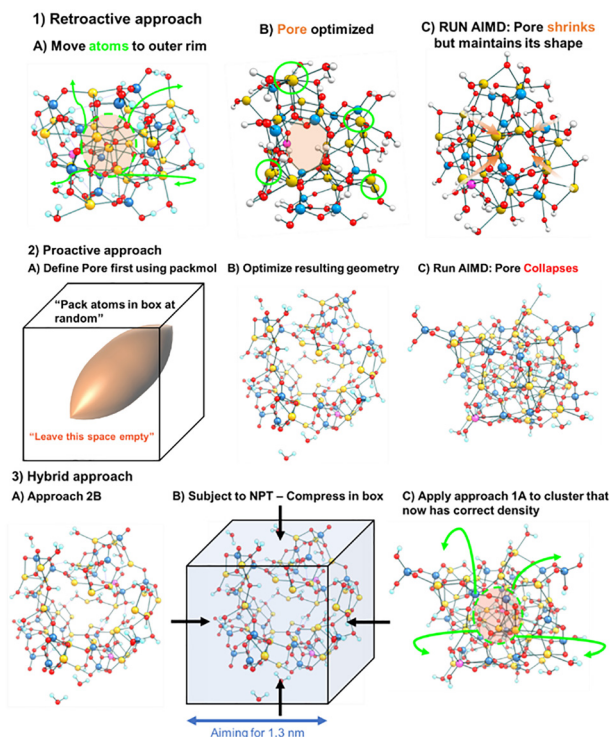 1) Retroactive approach
A) Move atoms to outer rim
B) Pore optimized
C) RUN AIMD: Pore shrinks
but maintains its shape
2) Proactive approach
A) Define Pore first using packmol
B) Optimize resulting geometry
C) Run AIMD: Pore Collapses
“Pack atoms in box at
random”
“Leave this space empty”
3) Hybrid approach
A) Approach 2B
B) Subject to NPT – Compress in box
C) Apply approach 1A to cluster that
now has correct density
Aiming for 1.3 nm